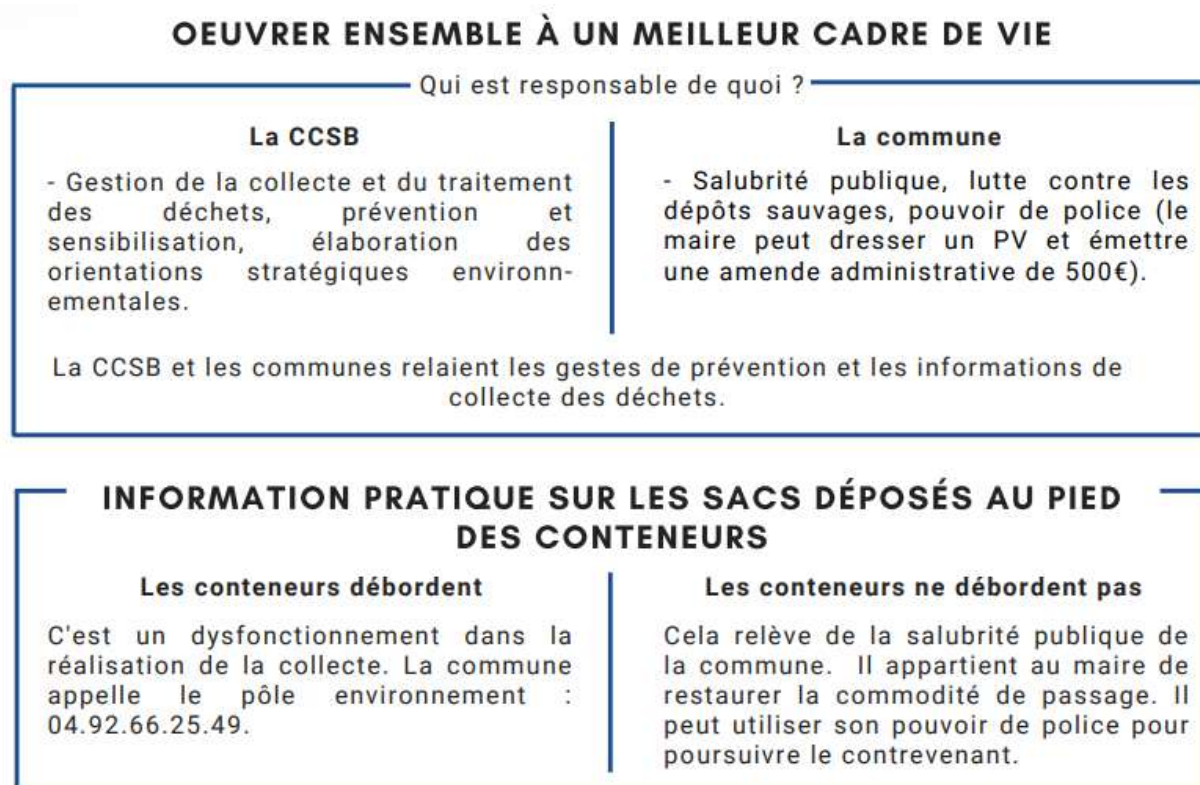 OEUVRER ENSEMBLE À UN MEILLEUR CADRE DE VIE
Qui est responsable de quoi ?
La CCSB
- Gestion de la collecte et du traitement
des déchets, prévention et
sensibilisation, élaboration des
orientations stratégiques environn-
ementales.
La commune
- Salubrité publique, lutte contre les
dépôts sauvages, pouvoir de police (le
maire peut dresser un PV et émettre
une amende administrative de 500€).
La CCSB et les communes relaient les gestes de prévention et les informations de
collecte des déchets.
INFORMATION PRATIQUE SUR LES SACS DÉPOSÉS AU PIED
DES CONTENEURS
Les conteneurs débordent
C'est un dysfonctionnement dans la
réalisation de la collecte. La commune
appelle le pôle environnement :
04.92.66.25.49.
Les conteneurs ne débordent pas
Cela relève de la salubrité publique de
la commune. Il appartient au maire de
restaurer la commodité de passage. Il
peut utiliser son pouvoir de police pour
poursuivre le contrevenant.